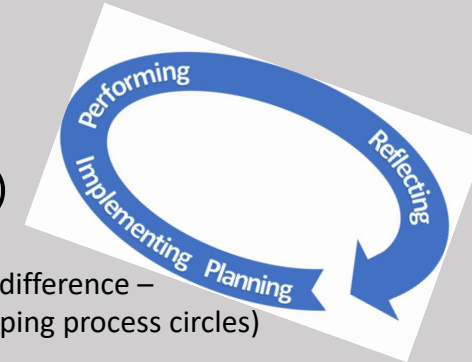 Performing
Reflecting
Implementing Planning
)
difference –
ping process circles)